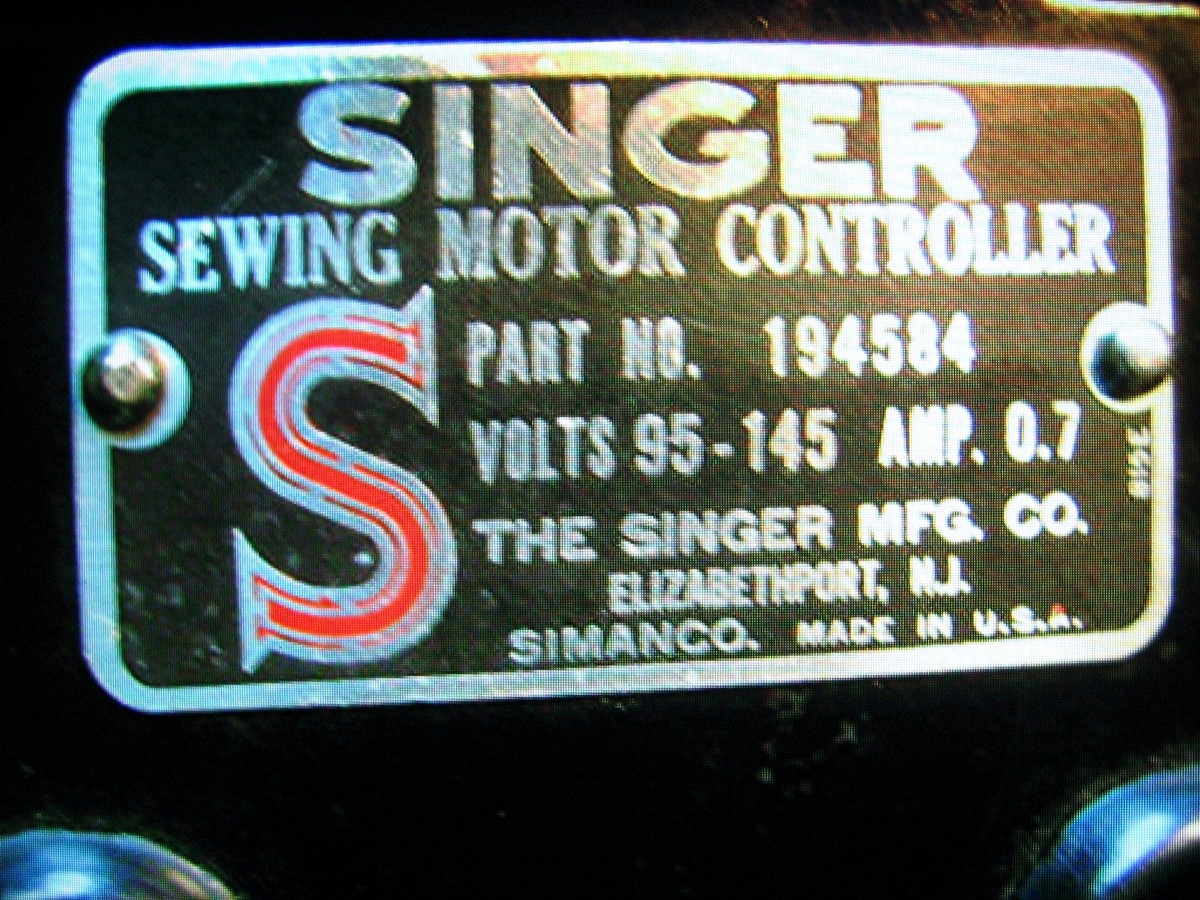 SINGER
SEWING MOTOR CONTROLLER
S
PART NO. 194584
VOLTS 95-145 AMP. 0.7
THE SINGER MFG. CO.
ELIZABETHPORT, N.J.
SIMANCO. MADE IN U.S.A.